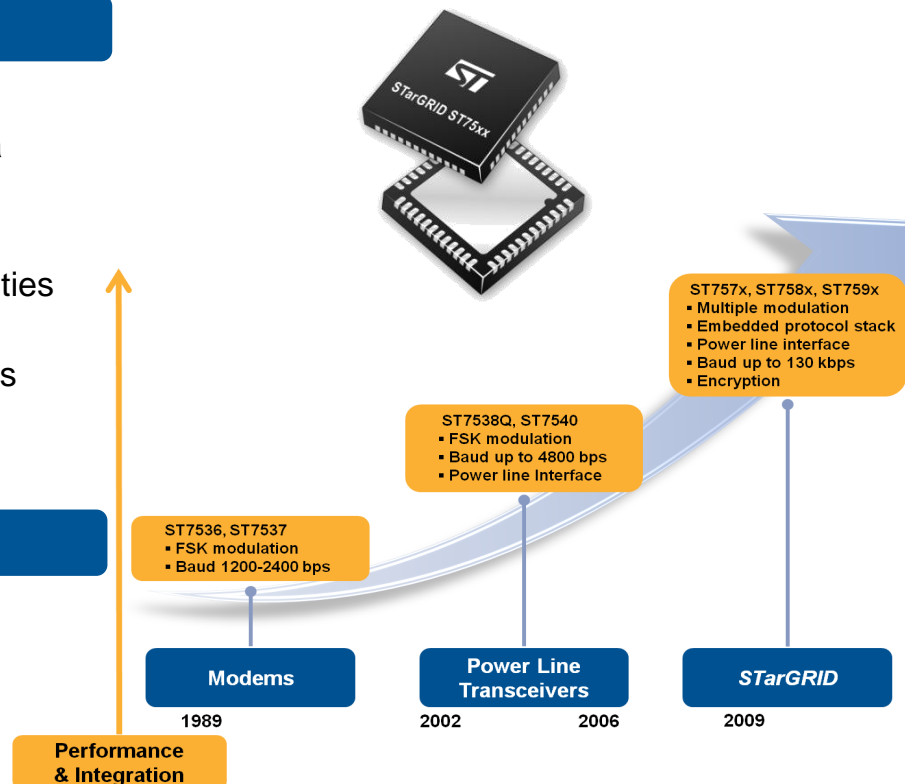 ST
STarGRID ST75xx
ties
s
ST757x, ST758x, ST759x
▪ Multiple modulation
▪ Embedded protocol stack
▪ Power line interface
▪ Baud up to 130 kbps
▪ Encryption
ST7538Q, ST7540
▪ FSK modulation
▪ Baud up to 4800 bps
▪ Power line Interface
ST7536, ST7537
▪ FSK modulation
▪ Baud 1200-2400 bps
Modems
Power Line
Transceivers
STarGRID
1989
2002
2006
2009
Performance
& Integration